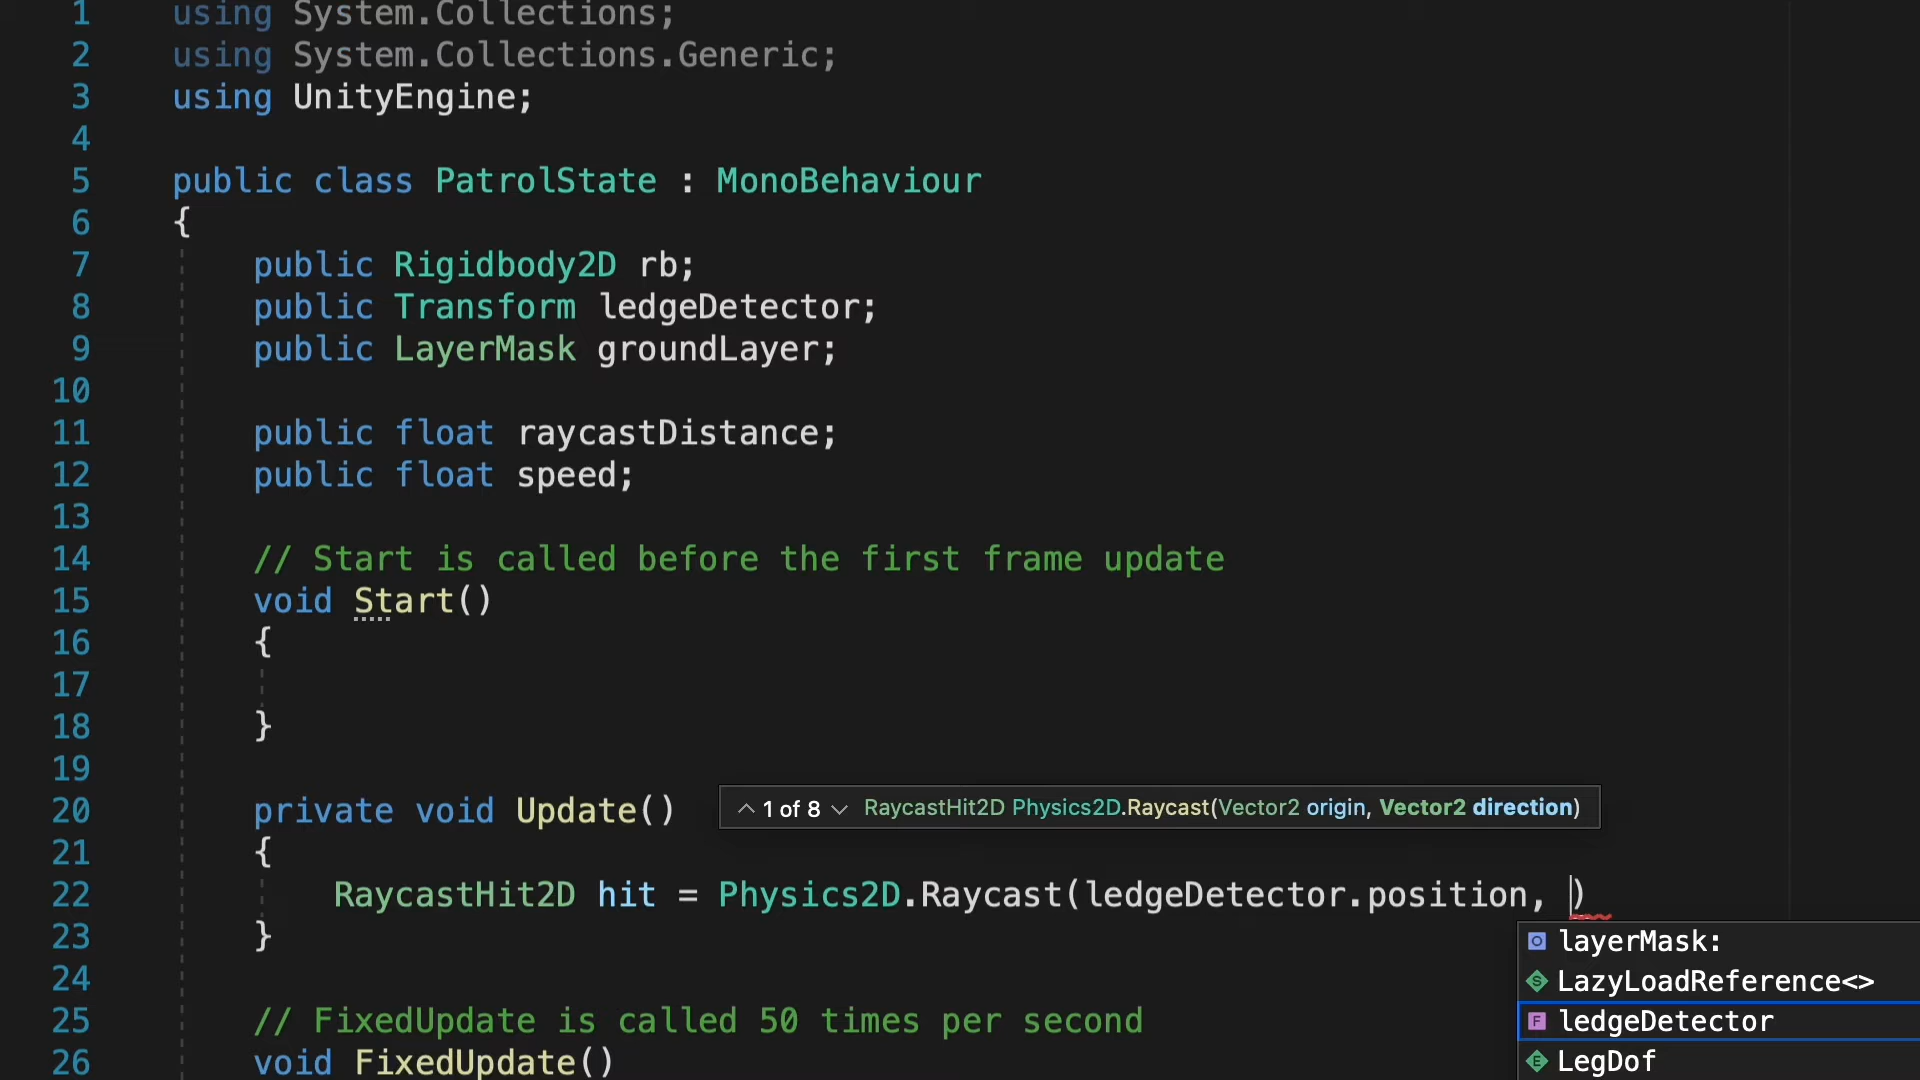 1 using System.Collections;
2 using System.Collections.Generic;
3 using UnityEngine;
4
5 public class PatrolState : MonoBehaviour
6 {
7 public Rigidbody2D rb;
8 public Transform ledgeDetector;
9 public LayerMask groundLayer;
10
11 public float raycastDistance;
12 public float speed;
13
14 // Start is called before the first frame update
15 void Start()
16 {
17
18 }
19
20 private void Update()
1 of 8 RaycastHit2D Physics2D.Raycast(Vector2 origin, Vector2 direction)
21 {
22 RaycastHit2D hit = Physics2D.Raycast(ledgeDetector.position, )
23 }
layerMask:
24
LazyLoadReference<>
25 // FixedUpdate is called 50 times per second
ledgeDetector
26 void FixedUpdate()
LegDof